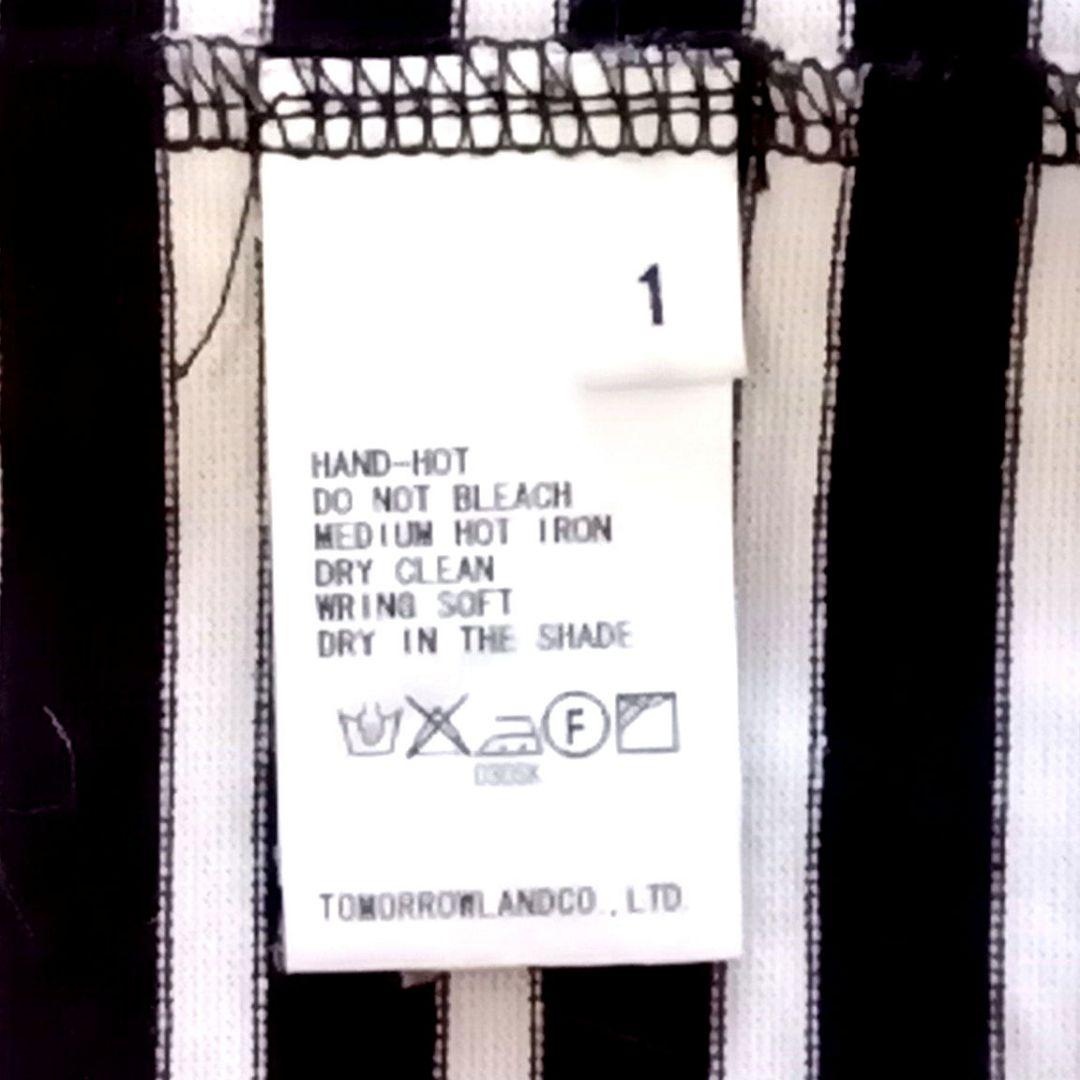 1
HAND-HOT
DO NOT BLEACH
MEDIUM HOT IRON
DRY CLEAN
WRING SOFT
DRY IN THE SHADE
F
TOMORROWLANDCO., LTD.